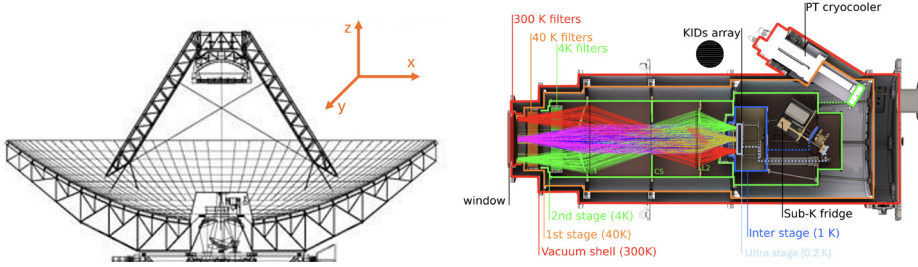 z
x
y
300 K filters
40 K filters
4K filters
KIDs array
PT cryocooler
L1
CS
L2
window
2nd stage (4K)
1st stage (40K)
Vacuum shell (300K)
Sub-K fridge
Inter stage (1 K)
Ultra stage (0.2 K)